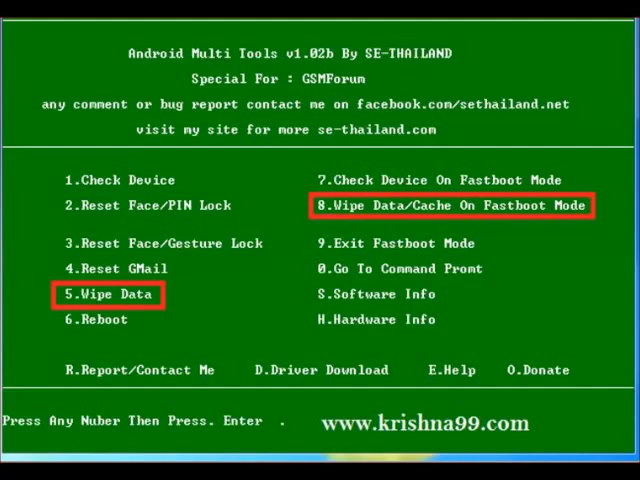 Android Multi Tools v1.02b By SE-THAILAND
Special For : GSMForum
any comment or bug report contact me on facebook.com/sethailand.net
visit my site for more se-thailand.com
1.Check Device 7.Check Device On Fastboot Mode
2.Reset Face/PIN Lock 8.Wipe Data/Cache On Fastboot Mode
3.Reset Face/Gesture Lock 9.Exit Fastboot Mode
4.Reset GMail 0.Go To Command Promt
5.Wipe Data S.Software Info
6.Reboot H.Hardware Info
R.Report/Contact Me D.Driver Download E.Help O.Donate
Press Any Nuber Then Press. Enter . www.krishna99.com